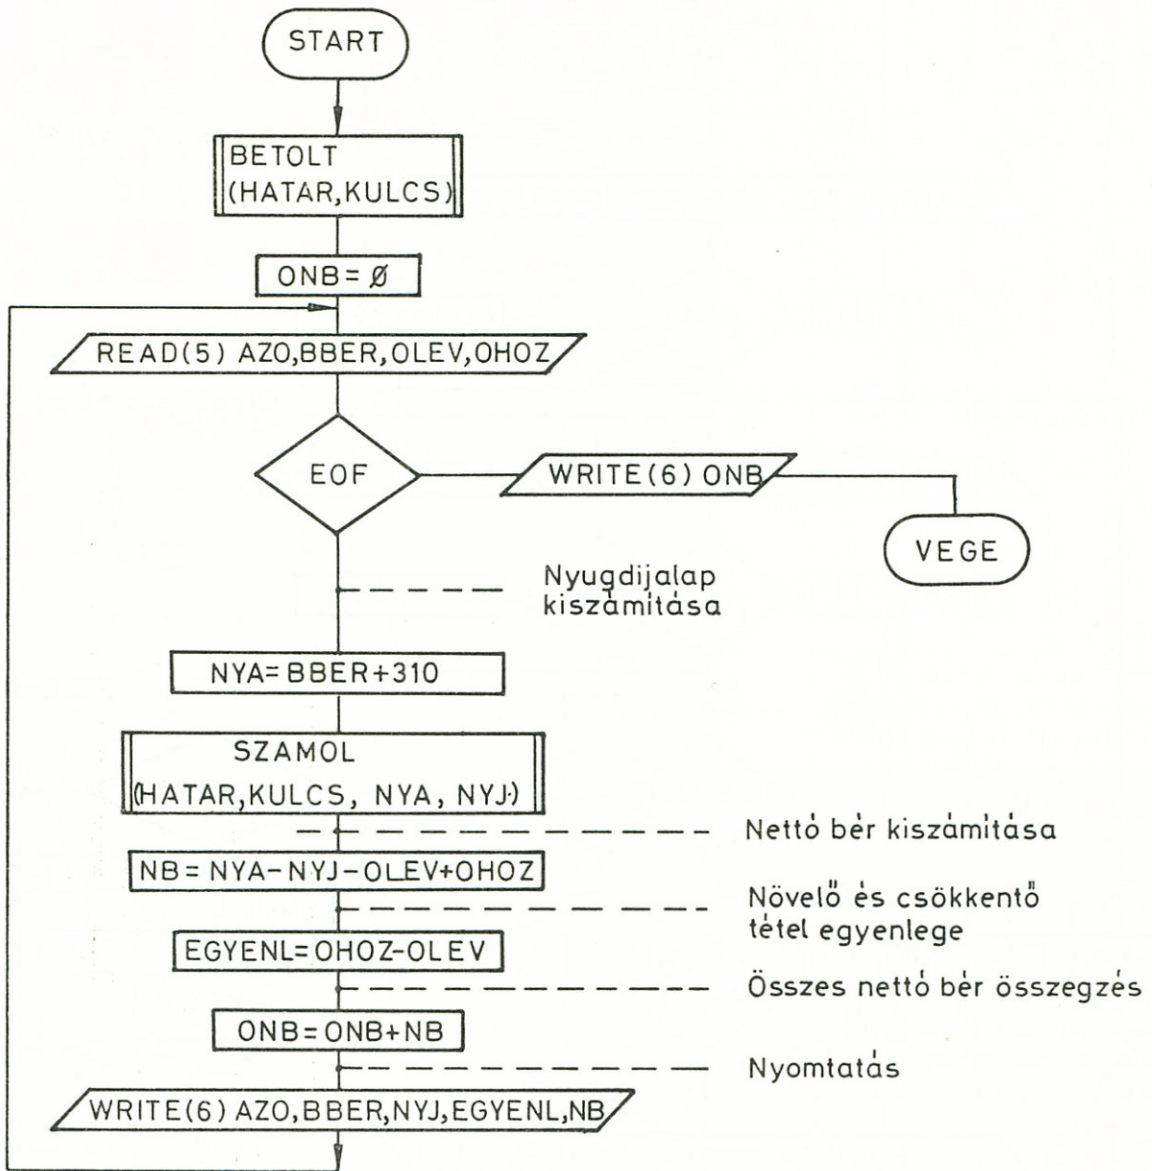 START
BETOLT
(HATAR,KULCS)
ONB=Ø
READ(5) AZO,BBER,OLEV,OHOZ
EOF
WRITE(6) ONB
VEGE
Nyugdijalap
kiszámítása
NYA=BBER+310
SZAMOL
(HATAR,KULCS, NYA, NYJ)
Nettó bér kiszámítása
NB=NYA-NYJ-OLEV+OHOZ
Növelő és csökkentő
tétel egyenlege
EGYENL=OHOZ-OLEV
Összes nettó bér összegzés
ONB=ONB+NB
Nyomtatás
WRITE(6) AZO,BBER,NYJ,EGYENL,NB